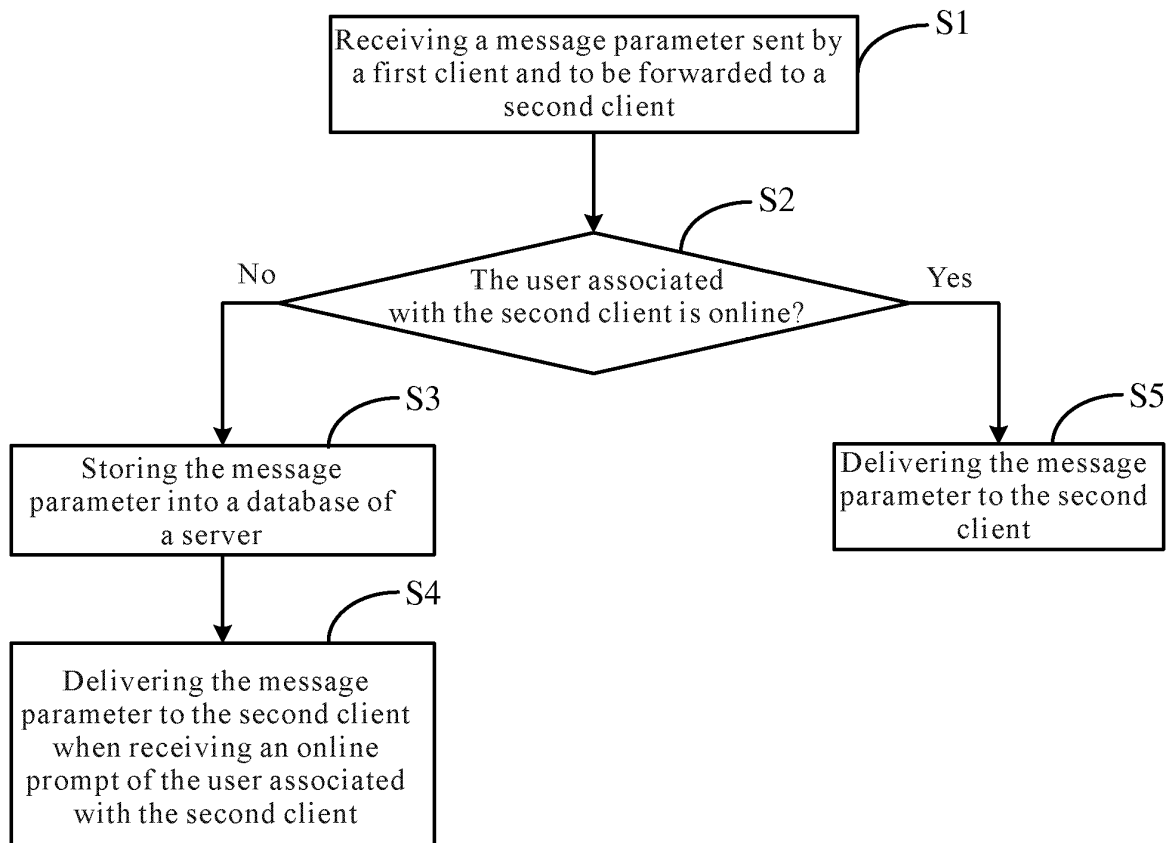 S1
Receiving a message parameter sent by
a first client and to be forwarded to a
second client
S2
No
The user associated
with the second client is online?
Yes
S3
Storing the message
parameter into a database of
a server
S5
Delivering the message
parameter to the second
client
S4
Delivering the message
parameter to the second client
when receiving an online
prompt of the user associated
with the second client